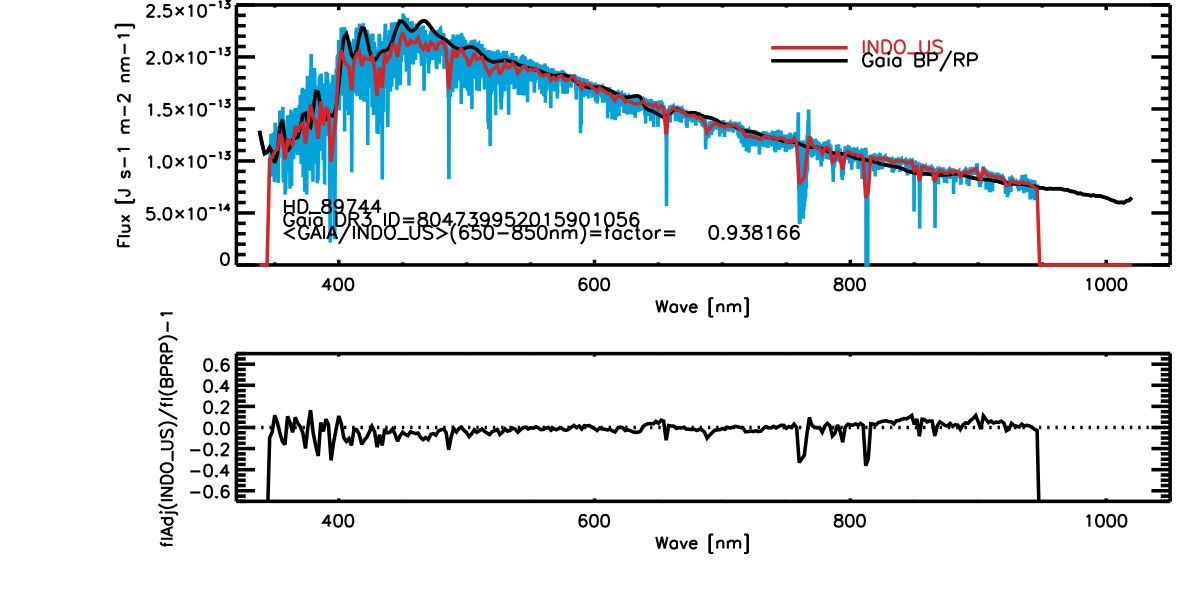 2.5×10−13
2.0×10−13
1.5×10−13
1.0×10−13
5.0×10−14
0
Flux [J s−1 m−2 nm−1]
INDO_US
Gaia BP/RP
HD_89744
Gaia DR3 ID=804739952015901056
<GAIA/INDO_US>(650−850nm)=factor= 0.938166
400 600 800 1000
Wave [nm]
flAdj(INDO_US)/fl(BPRP)−1
0.6
0.4
0.2
0.0
−0.2
−0.4
−0.6
400 600 800 1000
Wave [nm]